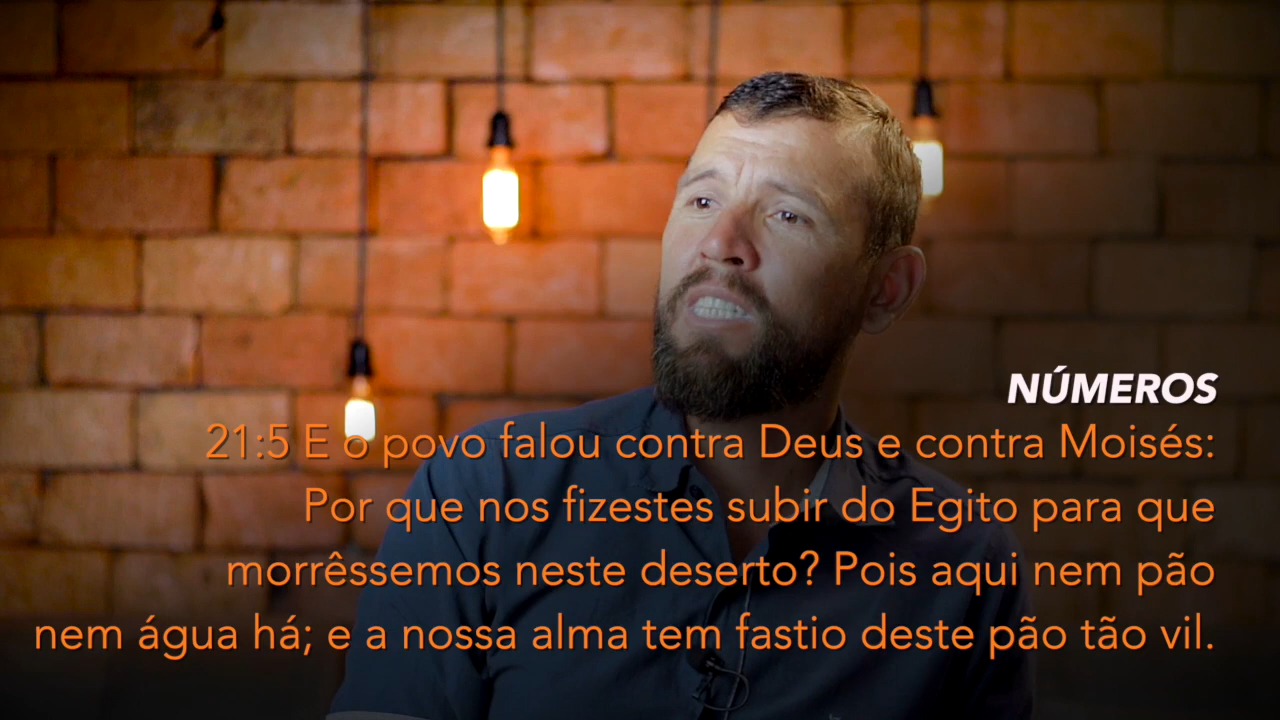 NÚMEROS
21:5 E o povo falou contra Deus e contra Moisés:
Por que nos fizestes subir do Egito para que
morrêssemos neste deserto? Pois aqui nem pão
nem água há; e a nossa alma tem fastio deste pão tão vil.